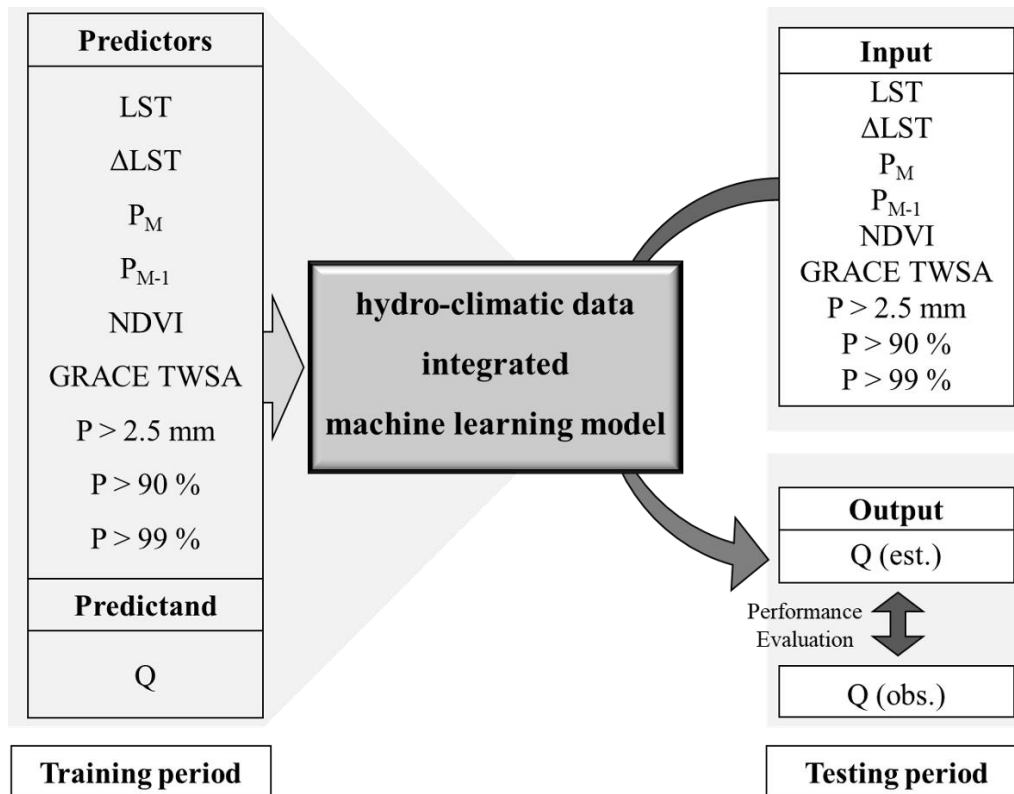 Predictors
LST
ΔLST
P_M
P_{M-1}
NDVI
GRACE TWSA
P > 2.5 mm
P > 90 %
P > 99 %
Predictand
Q
Training period
hydro-climatic data
integrated
machine learning model
Input
LST
ΔLST
P_M
P_{M-1}
NDVI
GRACE TWSA
P > 2.5 mm
P > 90 %
P > 99 %
Output
Q (est.)
Performance
Evaluation
Q (obs.)
Testing period